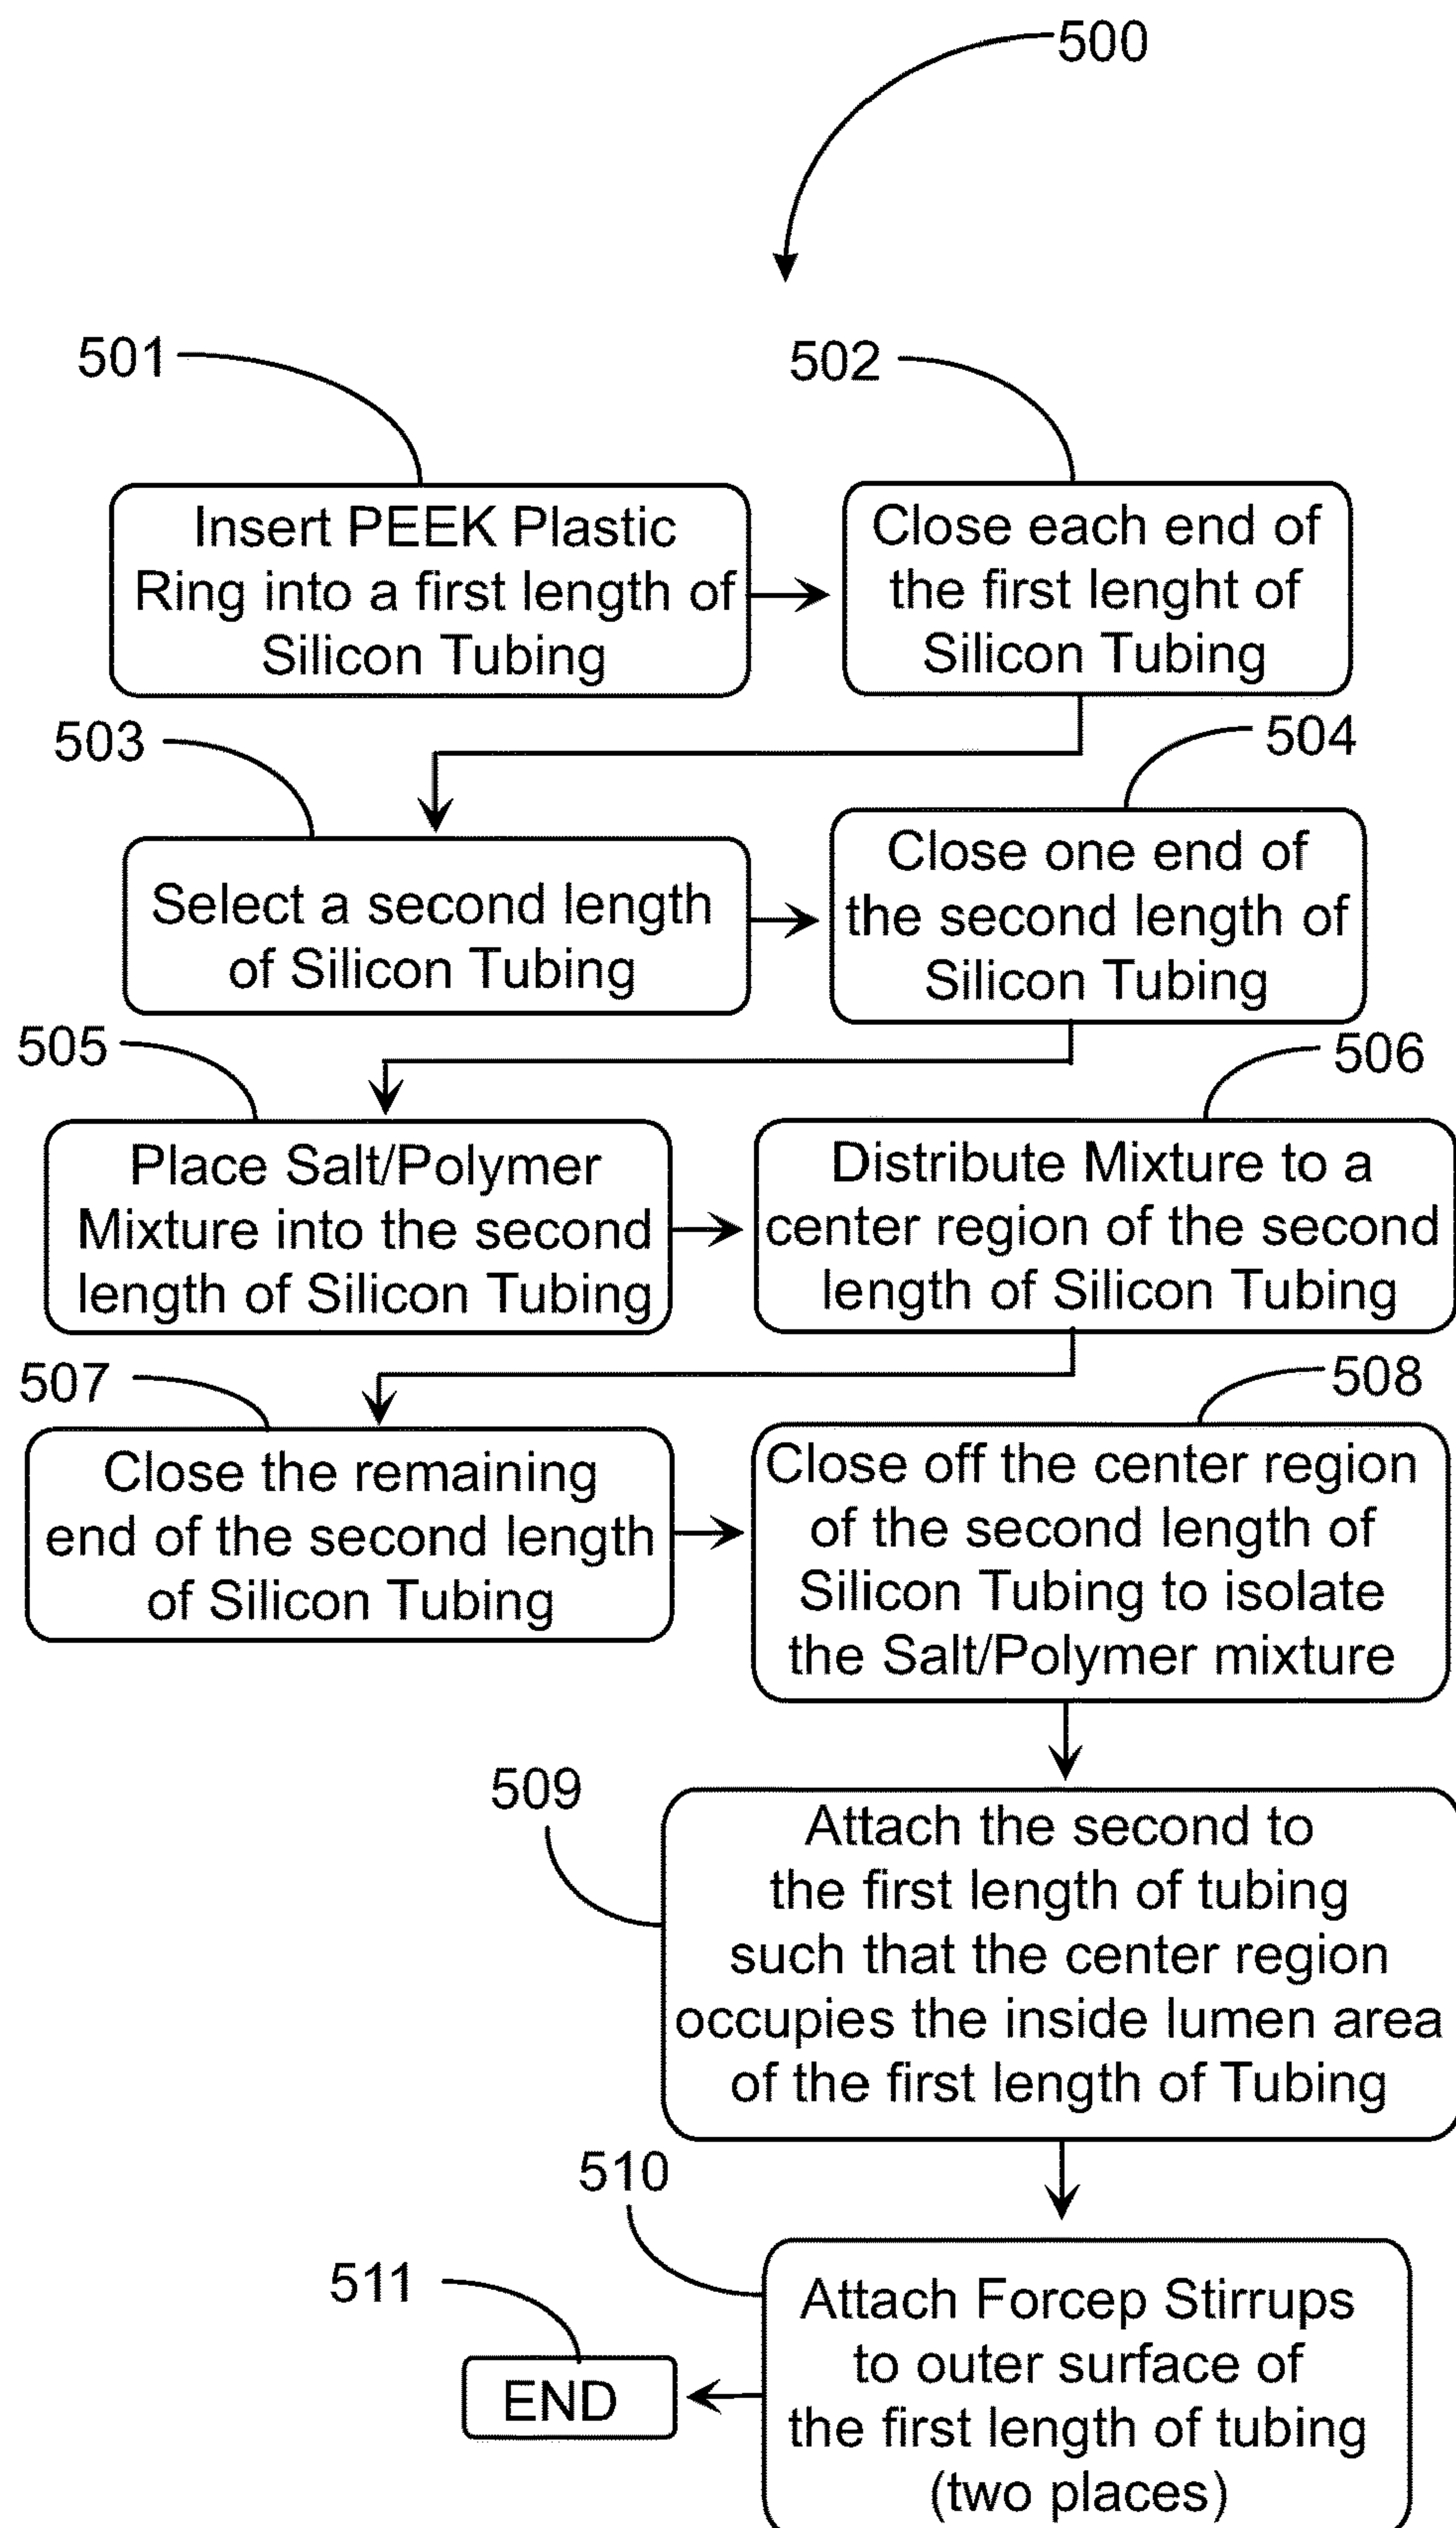 500
501
502
Insert PEEK Plastic
Ring into a first length of
Silicon Tubing
Close each end of
the first lenght of
Silicon Tubing
503
504
Select a second length
of Silicon Tubing
Close one end of
the second length of
Silicon Tubing
505
506
Place Salt/Polymer
Mixture into the second
length of Silicon Tubing
Distribute Mixture to a
center region of the second
length of Silicon Tubing
507
508
Close the remaining
end of the second length
of Silicon Tubing
Close off the center region
of the second length of
Silicon Tubing to isolate
the Salt/Polymer mixture
509
Attach the second to
the first length of tubing
such that the center region
occupies the inside lumen area
of the first length of Tubing
510
511
Attach Forcep Stirrups
to outer surface of
the first length of tubing
(two places)
END